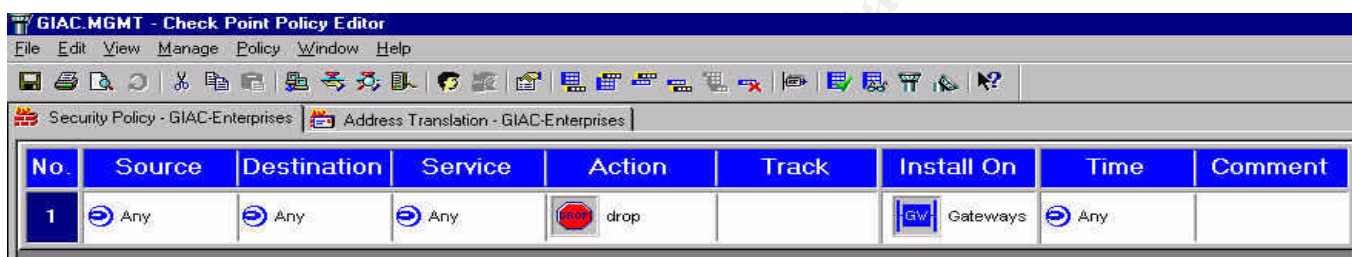 GIAC.MGMT - Check Point Policy Editor
File Edit View Manage Policy Window Help
Security Policy - GIAC-Enterprises Address Translation - GIAC-Enterprises
No. Source Destination Service Action Track Install On Time Comment
1 Any Any Any DROP drop GW Gateways Any